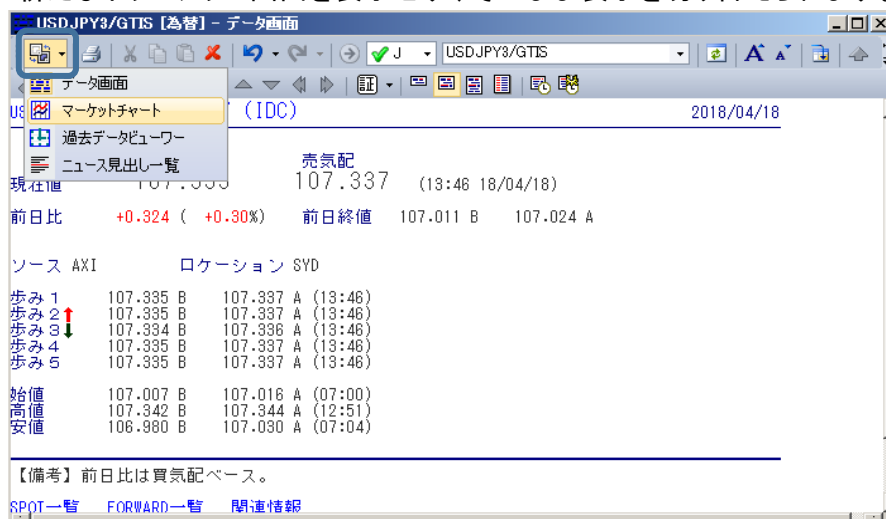 USDJPY3/GTIS [為替] - データ画面
J USDJPY3/GTIS A A
データ画面
証
マーケットチャート
(IDC) 2018/04/18
過去データビューワー
ニュース見出し一覧
売気配
現在値 107.337 (13:46 18/04/18)
前日比 +0.324 ( +0.30%) 前日終値 107.011 B 107.024 A
ソース AXI ロケーション SYD
歩み1 107.335 B 107.337 A (13:46)
歩み2 107.335 B 107.337 A (13:46)
歩み3 107.334 B 107.336 A (13:46)
歩み4 107.335 B 107.337 A (13:46)
歩み5 107.335 B 107.337 A (13:46)
始値 107.007 B 107.016 A (07:00)
高値 107.342 B 107.344 A (12:51)
安値 106.980 B 107.030 A (07:04)
【備考】前日比は買気配ベース。
SPOT一覧 FORWARD一覧 関連情報